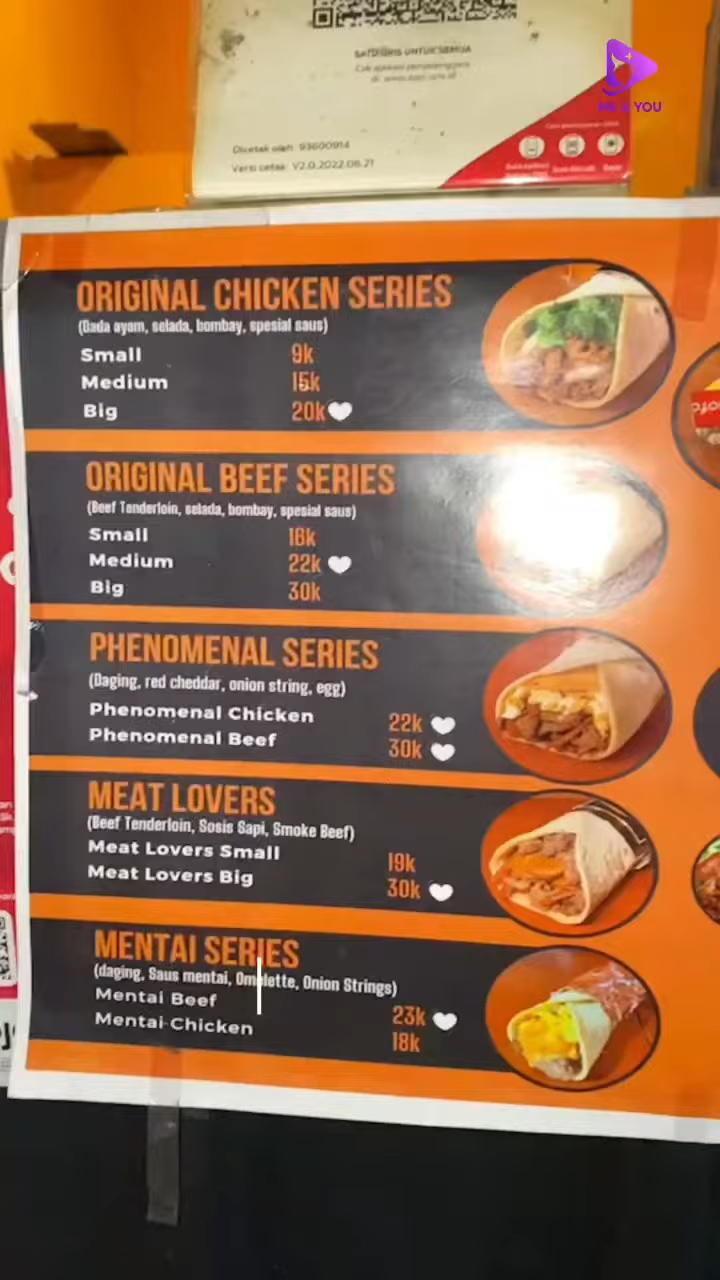 SATU QRIS UNTUK SEMUA
Dicetak oleh: 93600914
Versi cetak: V2.0.2022.06.21
ME & YOU
ORIGINAL CHICKEN SERIES
(Dada ayam, selada, bombay, spesial saus)
Small 9k
Medium 15k
Big 20k
ORIGINAL BEEF SERIES
(Beef Tenderloin, selada, bombay, spesial saus)
Small 16k
Medium 22k
Big 30k
PHENOMENAL SERIES
(Daging, red cheddar, onion string, egg)
Phenomenal Chicken 22k
Phenomenal Beef 30k
MEAT LOVERS
(Beef Tenderloin, Sosis Sapi, Smoke Beef)
Meat Lovers Small 19k
Meat Lovers Big 30k
MENTAI SERIES
(daging, Saus mentai, Omelette, Onion Strings)
Mentai Beef 23k
Mentai Chicken 18k